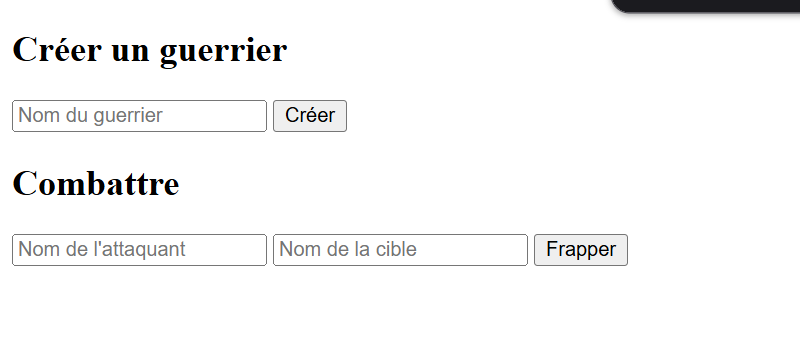 Créer un guerrier
Nom du guerrier Créer
Combattre
Nom de l'attaquant Nom de la cible Frapper